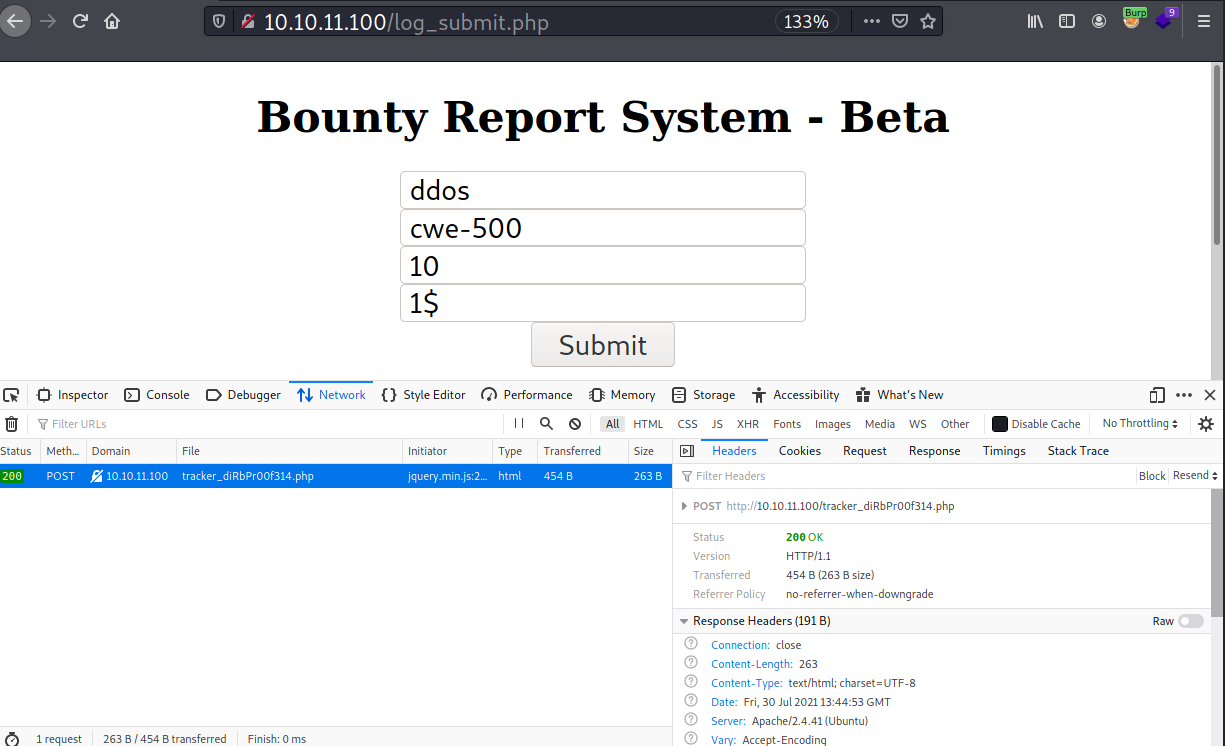 10.10.11.100/log_submit.php 133% Burp 9
Bounty Report System - Beta
ddos
cwe-500
10
1$
Submit
Inspector Console Debugger Network Style Editor Performance Memory Storage Accessibility What's New
Filter URLs All HTML CSS JS XHR Fonts Images Media WS Other Disable Cache No Throttling
Status Meth... Domain File Initiator Type Transferred Size Headers Cookies Request Response Timings Stack Trace
200 POST 10.10.11.100 tracker_diRbPr00f314.php jquery.min.js:2... html 454 B 263 B Filter Headers Block Resend
POST http://10.10.11.100/tracker_diRbPr00f314.php
Status 200 OK
Version HTTP/1.1
Transferred 454 B (263 B size)
Referrer Policy no-referrer-when-downgrade
Response Headers (191 B) Raw
Connection: close
Content-Length: 263
Content-Type: text/html; charset=UTF-8
Date: Fri, 30 Jul 2021 13:44:53 GMT
Server: Apache/2.4.41 (Ubuntu)
Vary: Accept-Encoding
1 request 263 B / 454 B transferred Finish: 0 ms